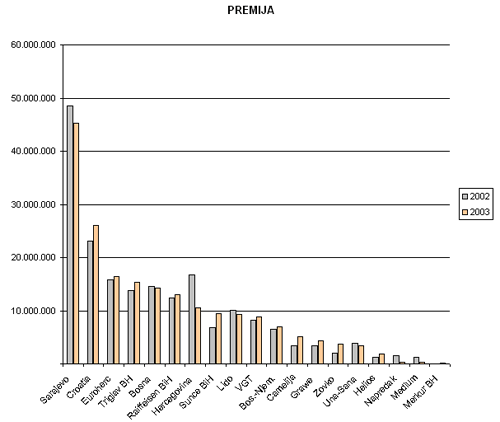 PREMIJA
60.000.000
50.000.000
40.000.000
30.000.000
20.000.000
10.000.000
2002
2003
Sarajevo
Croatia
Euroherc
Triglav BH
Bosna
Raiffeisen BiH
Hercegovina
Sunce BiH
Lido
VGT
Bos.-Njem.
Camelija
Grawe
Zovko
Una-Sana
Helios
Napredak
Medium
Merkur BH